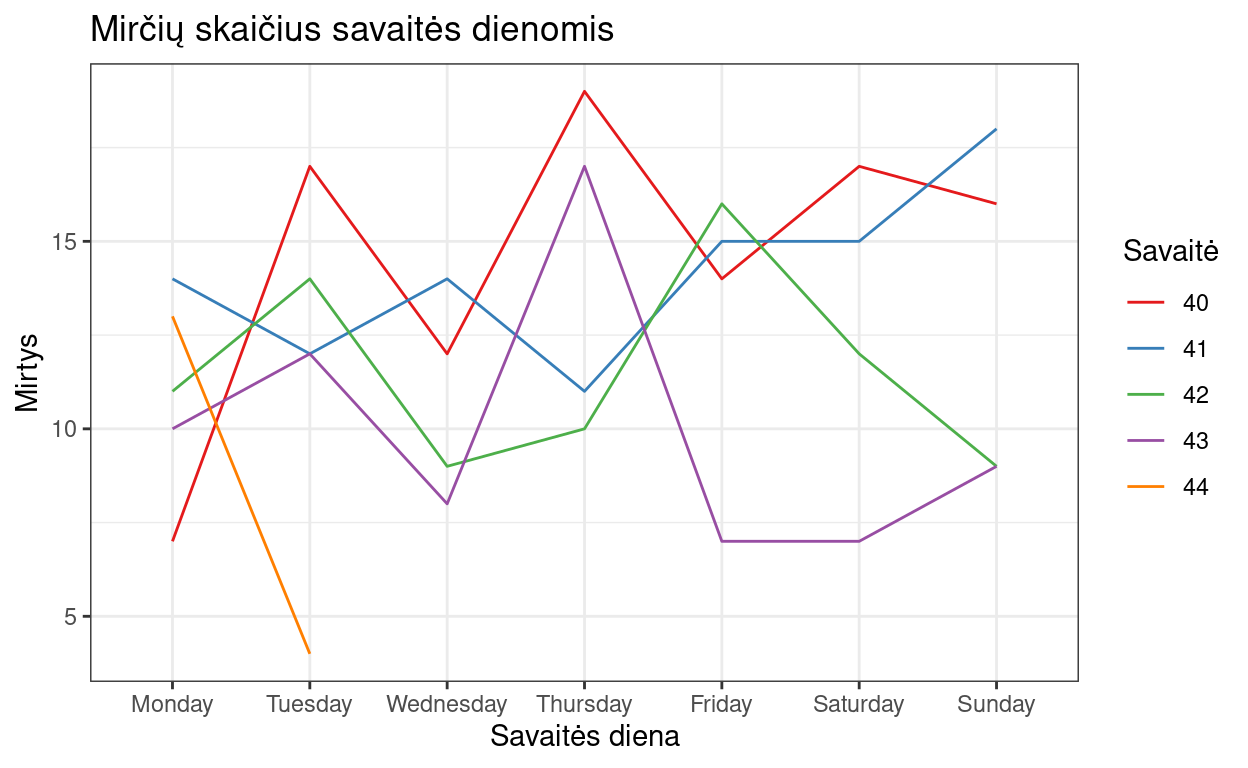 Mirčių skaičius savaitės dienomis
Mirtys
15
10
5
Monday Tuesday Wednesday Thursday Friday Saturday Sunday
Savaitės diena
Savaitė
40
41
42
43
44